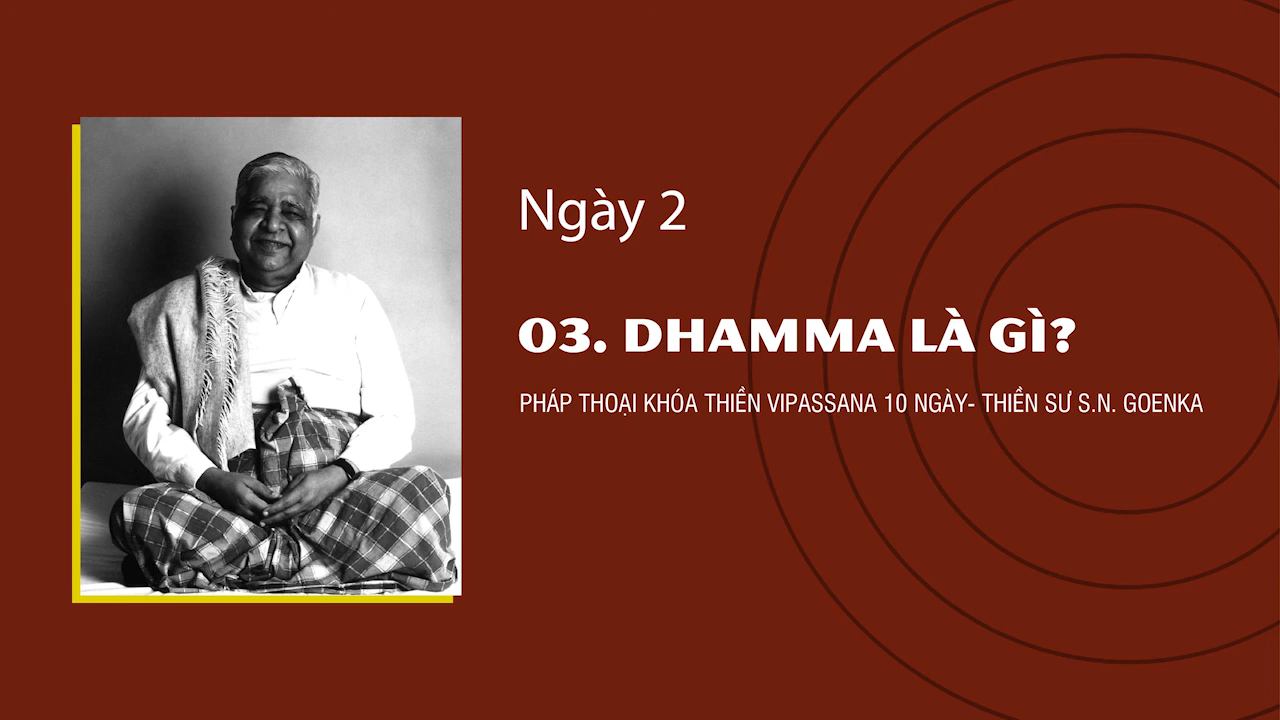 Ngày 2
03. DHAMMA LÀ GÌ?
PHÁP THOẠI KHÓA THIỀN VIPASSANA 10 NGÀY- THIỀN SƯ S.N. GOENKA